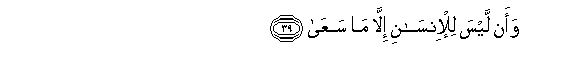 وَأَن لَّيْسَ لِلْإِنسَـٰنِ إِلَّا مَا سَعَىٰ ٣٩